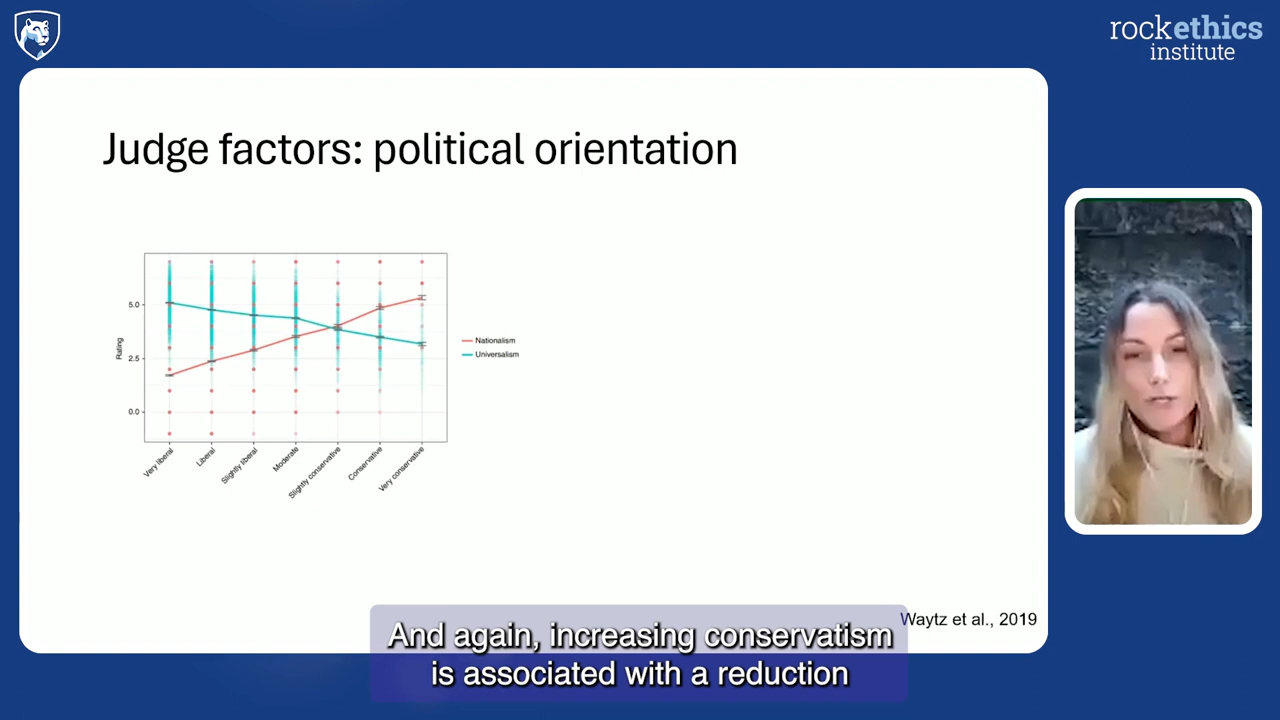 rockethics
institute
Judge factors: political orientation
5.0
2.5
0.0
Rating
Very liberal
Liberal
Slightly liberal
Moderate
Slightly conservative
Conservative
Very conservative
Nationalism
Universalism
Waytz et al., 2019
And again, increasing conservatism
is associated with a reduction